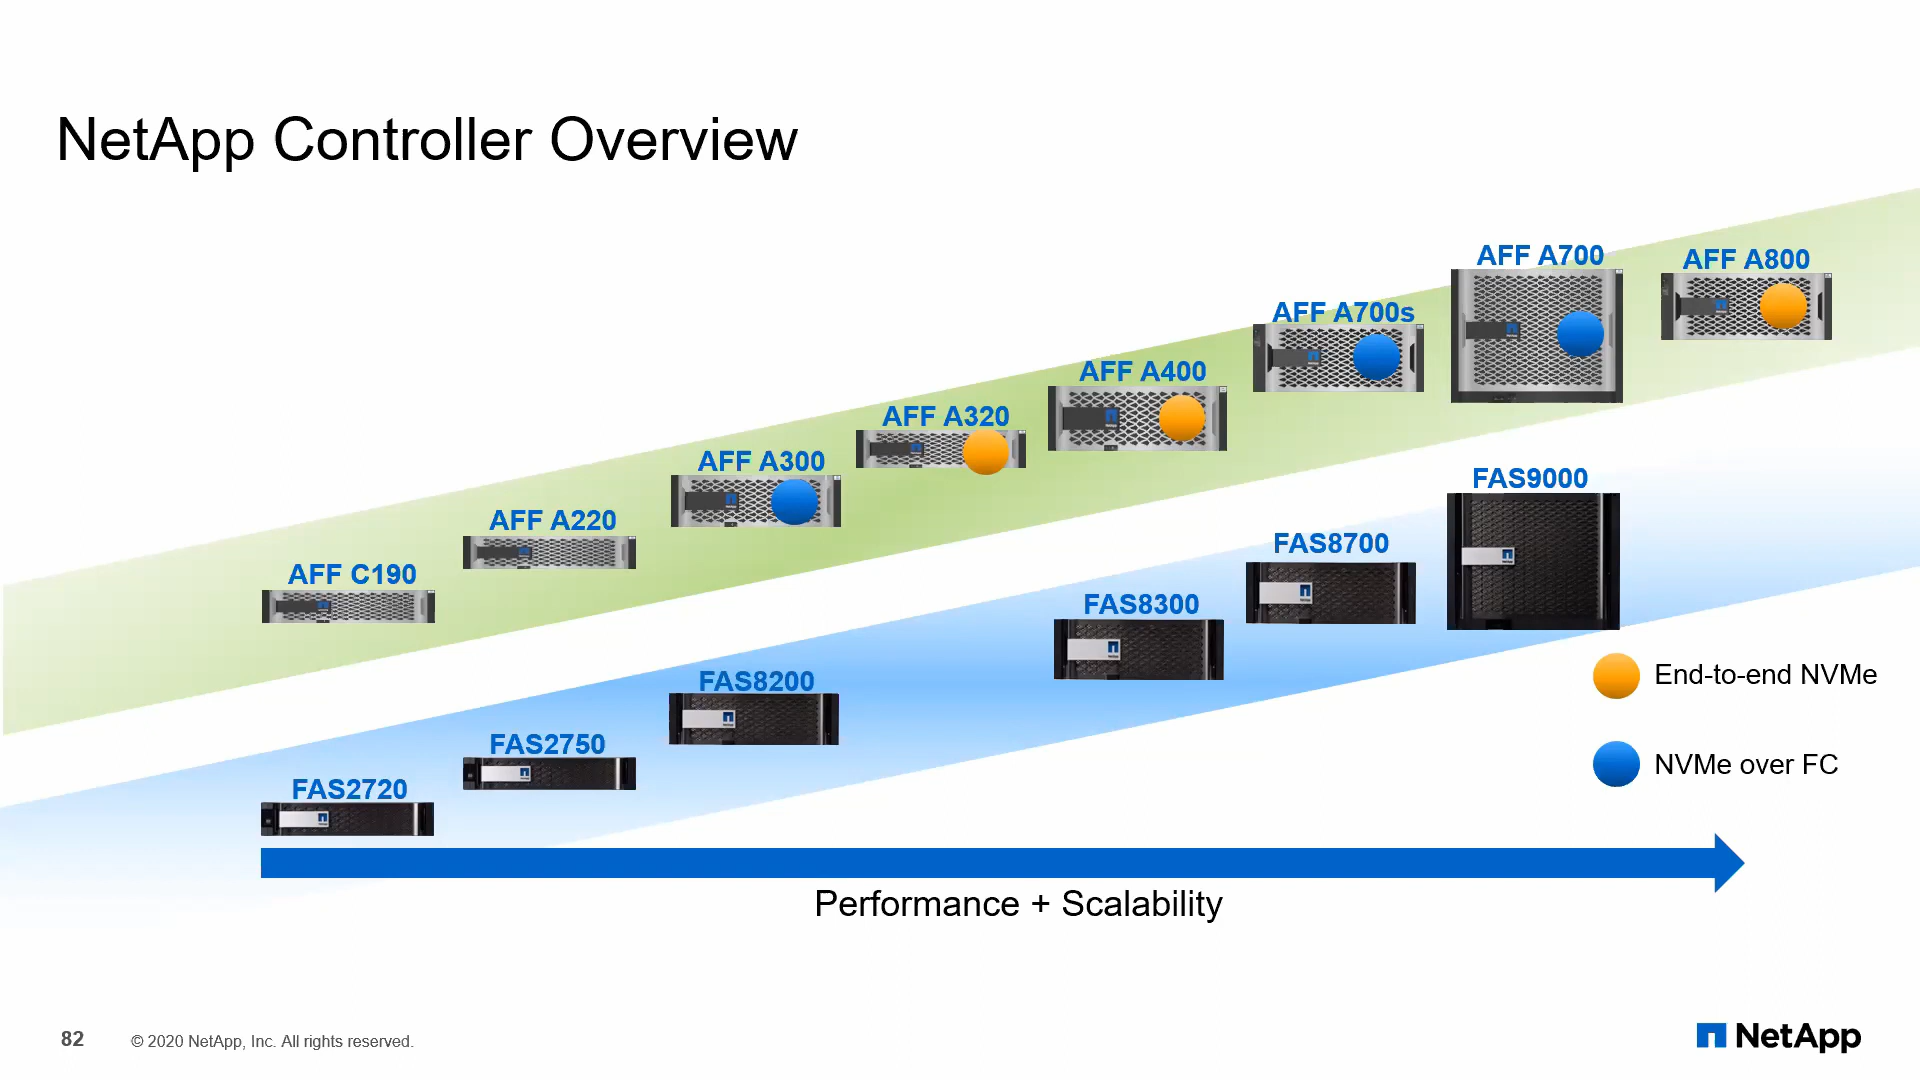 NetApp Controller Overview
AFF A700
AFF A800
AFF A700s
AFF A400
AFF A320
AFF A300
AFF A220
AFF C190
FAS9000
FAS8700
FAS8300
FAS8200
FAS2750
FAS2720
End-to-end NVMe
NVMe over FC
Performance + Scalability
82
© 2020 NetApp, Inc. All rights reserved.
NetApp